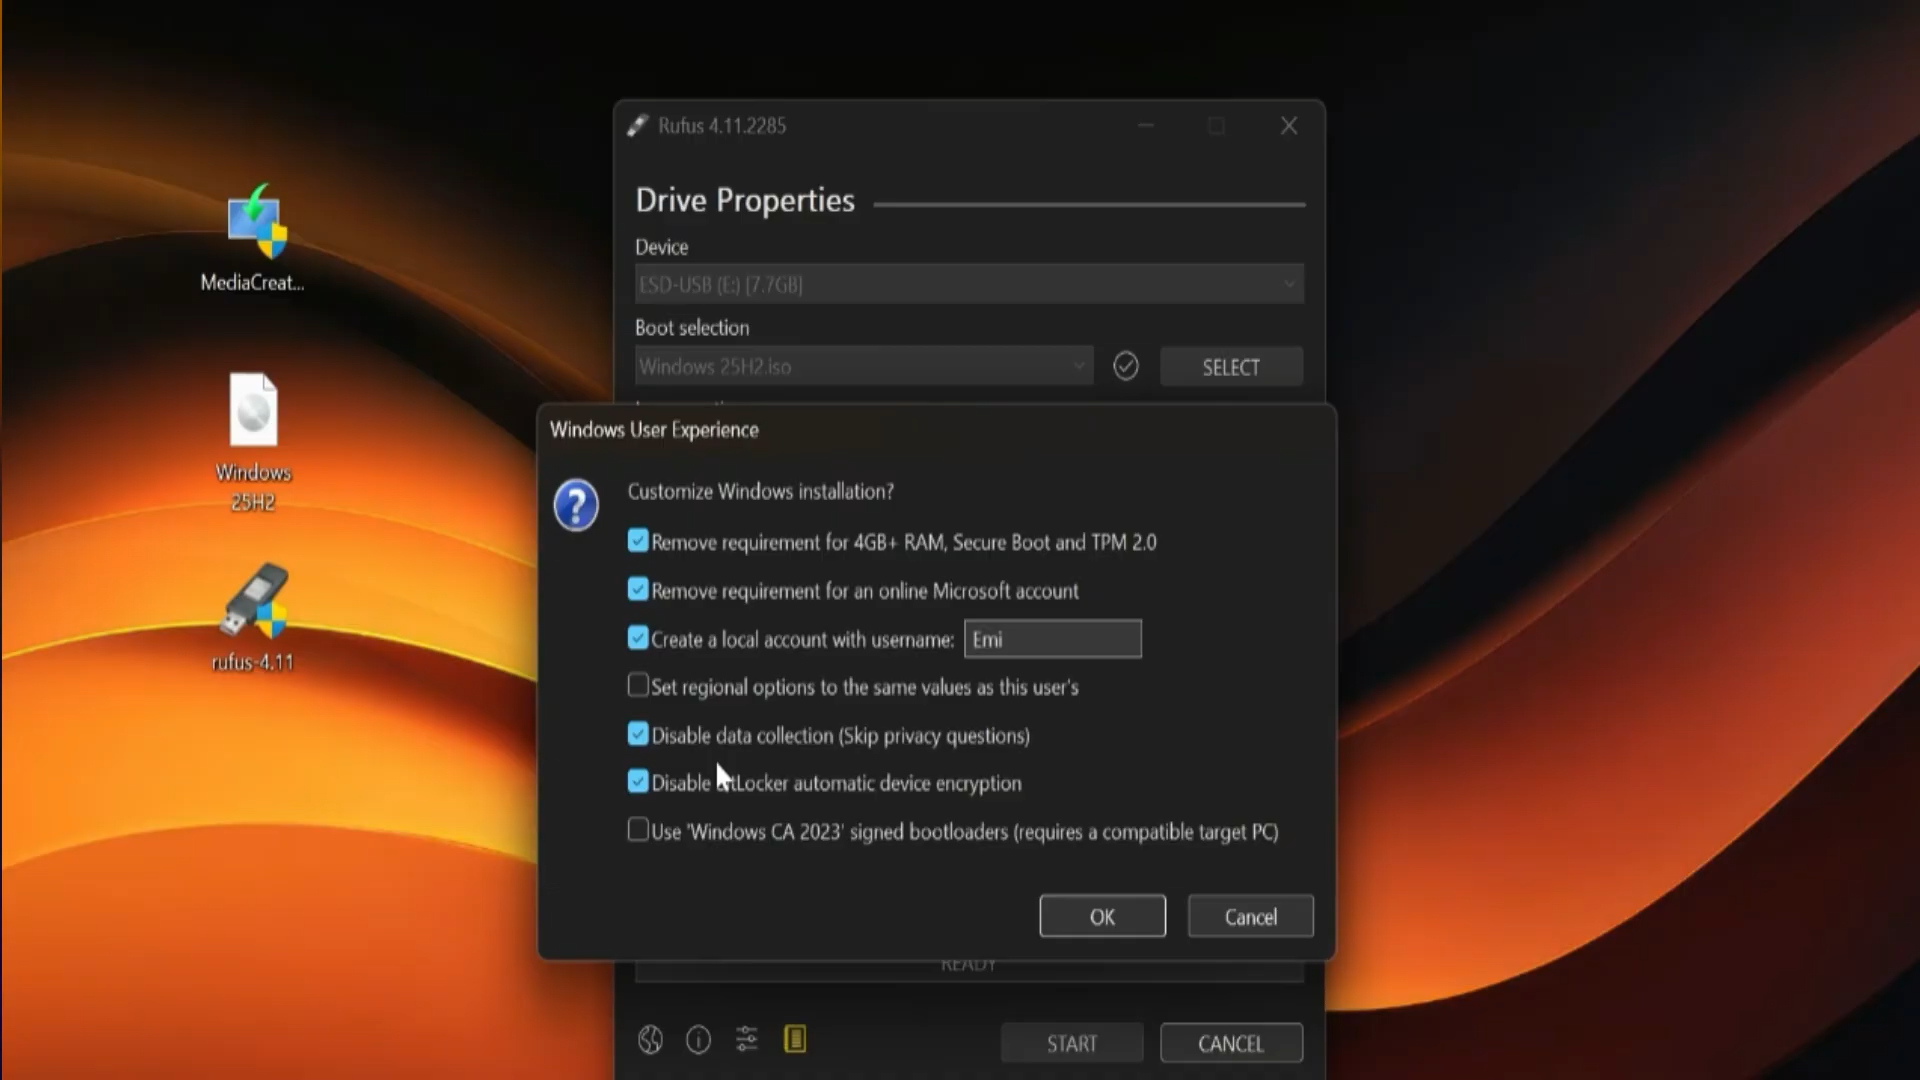 Rufus 4.11.2285
Drive Properties
Device
ESD-USB (E:) [7.7GB]
Boot selection
Windows 25H2.iso
SELECT
MediaCreat...
Windows
25H2
rufus-4.11
Windows User Experience
Customize Windows installation?
Remove requirement for 4GB+ RAM, Secure Boot and TPM 2.0
Remove requirement for an online Microsoft account
Create a local account with username: Emi
Set regional options to the same values as this user's
Disable data collection (Skip privacy questions)
Disable tLocker automatic device encryption
Use 'Windows CA 2023' signed bootloaders (requires a compatible target PC)
OK Cancel
READY
START CANCEL